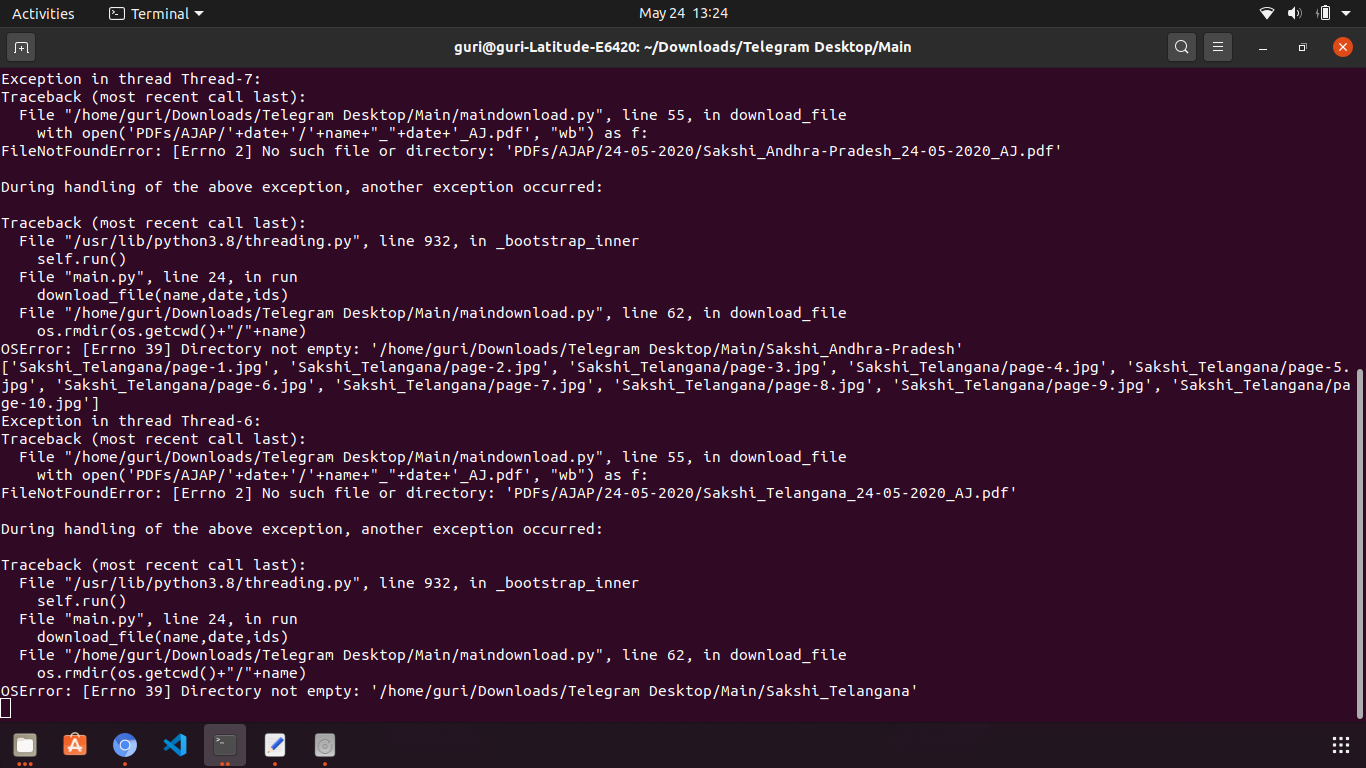 Activities
Terminal
May 24 13:24
guri@guri-Latitude-E6420: ~/Downloads/Telegram Desktop/Main
Exception in thread Thread-7:
Traceback (most recent call last):
  File "/home/guri/Downloads/Telegram Desktop/Main/maindownload.py", line 55, in download_file
    with open('PDFs/AJAP/'+date+'/'+name+"_"+date+'_AJ.pdf', "wb") as f:
FileNotFoundError: [Errno 2] No such file or directory: 'PDFs/AJAP/24-05-2020/Sakshi_Andhra-Pradesh_24-05-2020_AJ.pdf'

During handling of the above exception, another exception occurred:

Traceback (most recent call last):
  File "/usr/lib/python3.8/threading.py", line 932, in _bootstrap_inner
    self.run()
  File "main.py", line 24, in run
    download_file(name,date,ids)
  File "/home/guri/Downloads/Telegram Desktop/Main/maindownload.py", line 62, in download_file
    os.rmdir(os.getcwd()+"/"+name)
OSError: [Errno 39] Directory not empty: '/home/guri/Downloads/Telegram Desktop/Main/Sakshi_Andhra-Pradesh'
['Sakshi_Telangana/page-1.jpg', 'Sakshi_Telangana/page-2.jpg', 'Sakshi_Telangana/page-3.jpg', 'Sakshi_Telangana/page-4.jpg', 'Sakshi_Telangana/page-5.
jpg', 'Sakshi_Telangana/page-6.jpg', 'Sakshi_Telangana/page-7.jpg', 'Sakshi_Telangana/page-8.jpg', 'Sakshi_Telangana/page-9.jpg', 'Sakshi_Telangana/pa
ge-10.jpg']
Exception in thread Thread-6:
Traceback (most recent call last):
  File "/home/guri/Downloads/Telegram Desktop/Main/maindownload.py", line 55, in download_file
    with open('PDFs/AJAP/'+date+'/'+name+"_"+date+'_AJ.pdf', "wb") as f:
FileNotFoundError: [Errno 2] No such file or directory: 'PDFs/AJAP/24-05-2020/Sakshi_Telangana_24-05-2020_AJ.pdf'

During handling of the above exception, another exception occurred:

Traceback (most recent call last):
  File "/usr/lib/python3.8/threading.py", line 932, in _bootstrap_inner
    self.run()
  File "main.py", line 24, in run
    download_file(name,date,ids)
  File "/home/guri/Downloads/Telegram Desktop/Main/maindownload.py", line 62, in download_file
    os.rmdir(os.getcwd()+"/"+name)
OSError: [Errno 39] Directory not empty: '/home/guri/Downloads/Telegram Desktop/Main/Sakshi_Telangana'